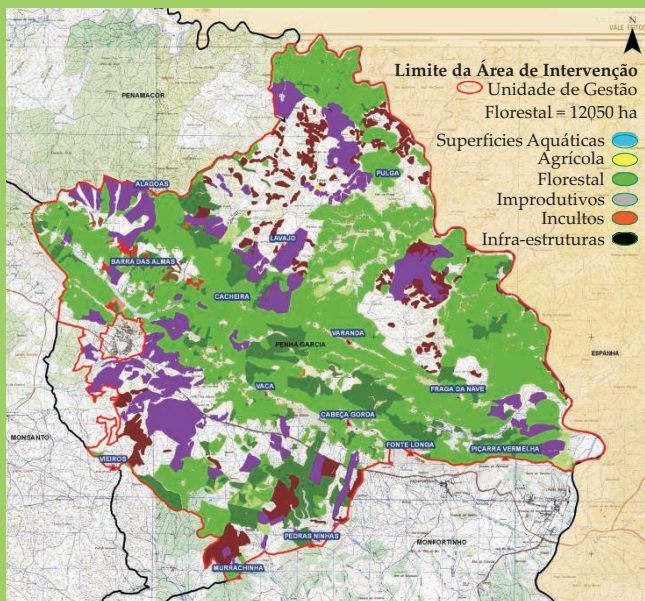 N
VALE FEITOSO
Limite da Área de Intervenção
Unidade de Gestão
Florestal = 12050 ha
Superficies Aquáticas
Agrícola
Florestal
Improdutivos
Incultos
Infra-estruturas
PENAMACOR
ALAGOAS
PULGA
LAVAJO
BARRA DAS ALMAS
CACHEIRA
VARANDA
PENHA GARCIA
ESPANHA
VACA
FRAGA DA NAVE
CABEÇA GORDA
MONSANTO
FONTE LONGA
PIÇARRA VERMELHA
VIEIROS
PEDRAS NINHAS
MONFORTINHO
MURRACHINHA